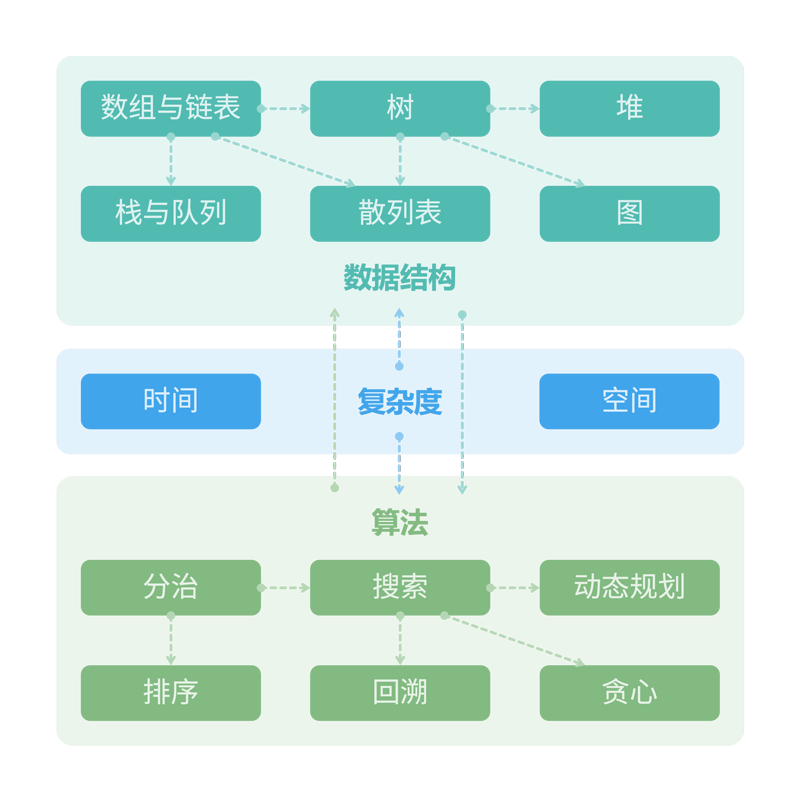 数组与链表
树
堆
栈与队列
散列表
图
数据结构
时间
复杂度
空间
算法
分治
搜索
动态规划
排序
回溯
贪心